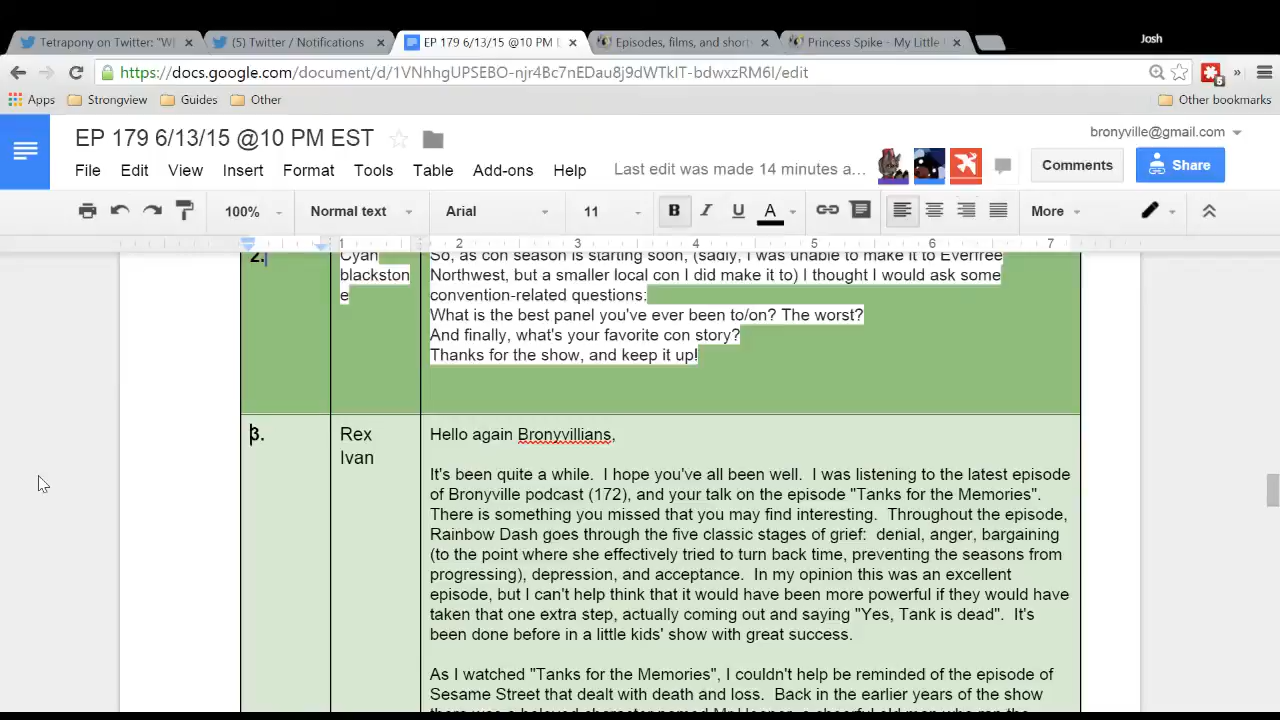 Josh
Tetrapony on Twitter: "W
(5) Twitter / Notifications
EP 179 6/13/15 @10 PM E
Episodes, films, and short
Princess Spike - My Little
https://docs.google.com/document/d/1VNhhgUPSEBO-njr4Bc7nEDau8j9dWTkIT-bdwxzRM6I/edit
5
Apps
Strongview
Guides
Other
Other bookmarks
EP 179 6/13/15 @10 PM EST
bronyville@gmail.com
File Edit View Insert Format Tools Table Add-ons Help Last edit was made 14 minutes a…
Comments
Share
100% Normal text Arial 11 B I U A More
1 2 3 4 5 6 7
2. Cyan So, as con season is starting soon, (sadly, I was unable to make it to Everfree
blackston Northwest, but a smaller local con I did make it to) I thought I would ask some
e convention-related questions:
What is the best panel you've ever been to/on? The worst?
And finally, what's your favorite con story?
Thanks for the show, and keep it up!
3. Rex Hello again Bronyvillians,
Ivan
It's been quite a while. I hope you've all been well. I was listening to the latest episode
of Bronyville podcast (172), and your talk on the episode "Tanks for the Memories".
There is something you missed that you may find interesting. Throughout the episode,
Rainbow Dash goes through the five classic stages of grief: denial, anger, bargaining
(to the point where she effectively tried to turn back time, preventing the seasons from
progressing), depression, and acceptance. In my opinion this was an excellent
episode, but I can't help think that it would have been more powerful if they would have
taken that one extra step, actually coming out and saying "Yes, Tank is dead". It's
been done before in a little kids' show with great success.
As I watched "Tanks for the Memories", I couldn't help be reminded of the episode of
Sesame Street that dealt with death and loss. Back in the earlier years of the show